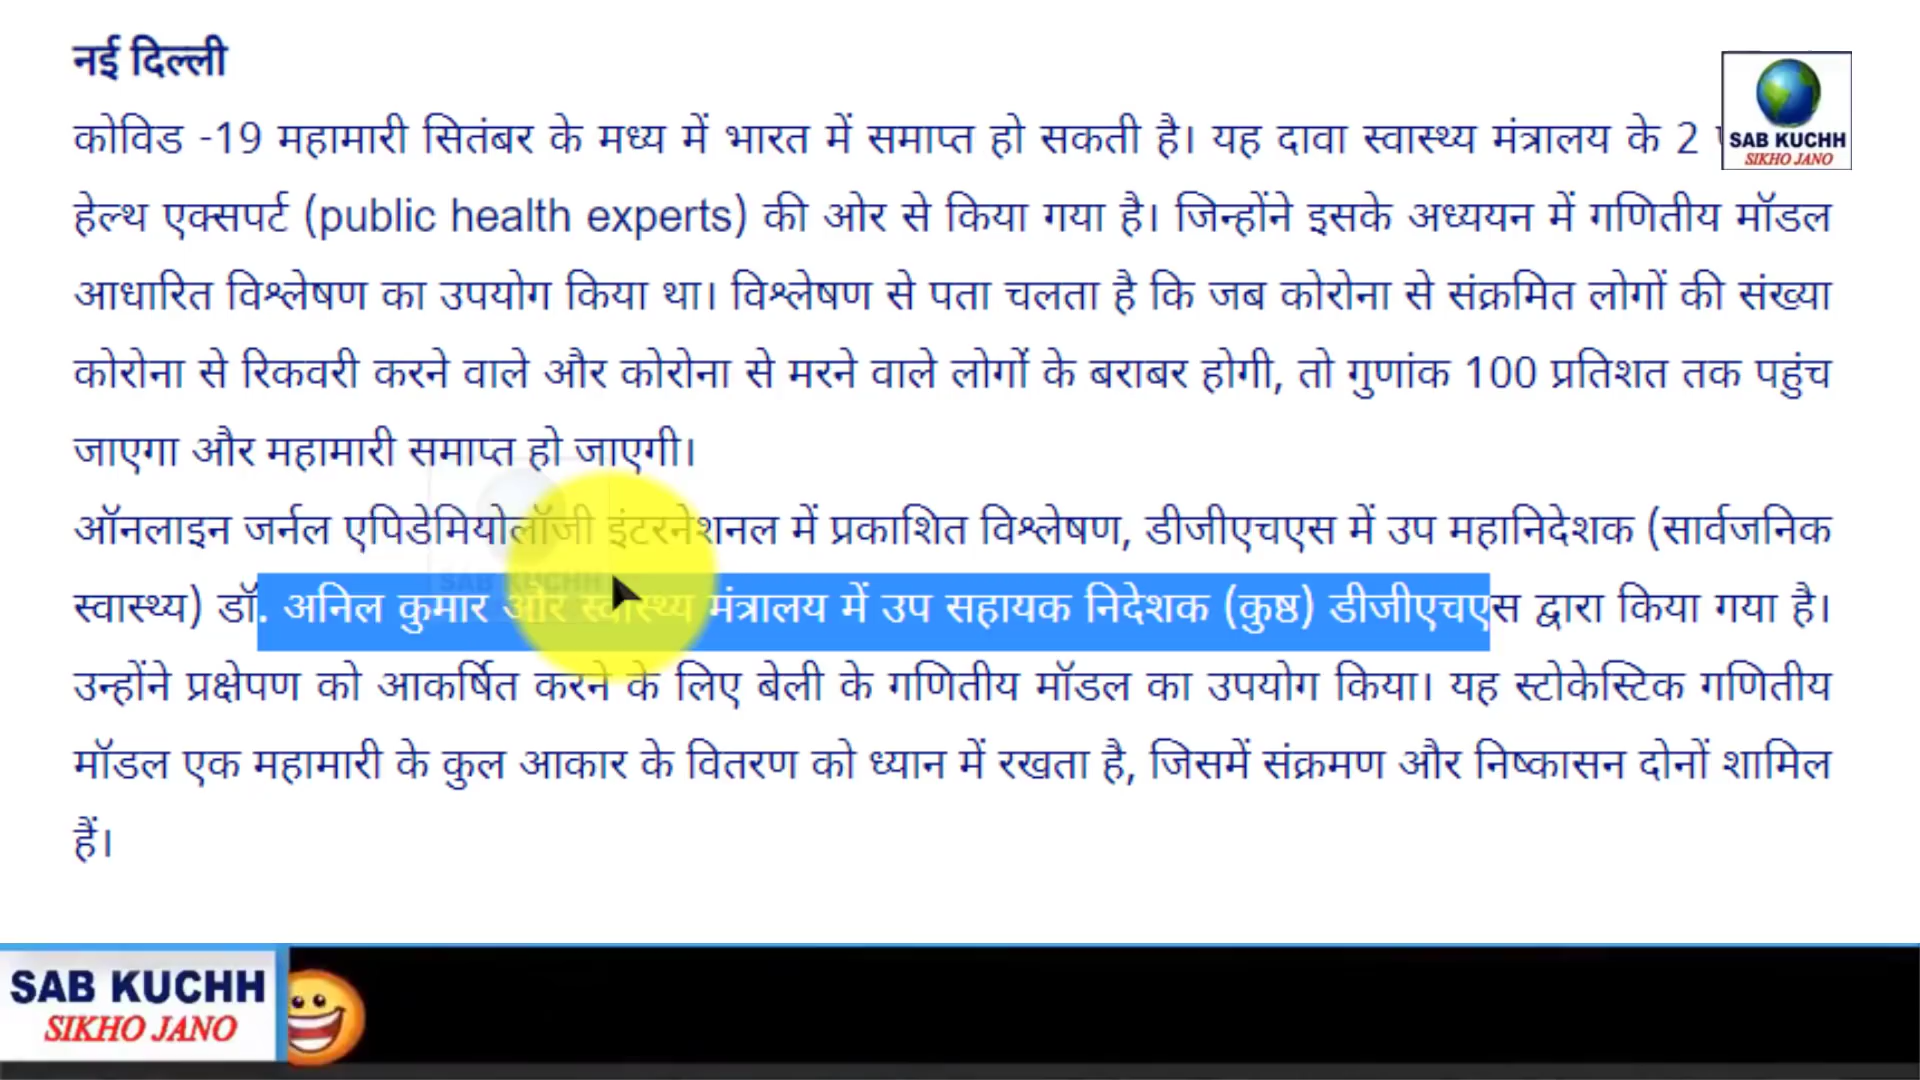 नई दिल्ली
कोविड -19 महामारी सितंबर के मध्य में भारत में समाप्त हो सकती है। यह दावा स्वास्थ्य मंत्रालय के 2
हेल्थ एक्सपर्ट (public health experts) की ओर से किया गया है। जिन्होंने इसके अध्ययन में गणितीय मॉडल
आधारित विश्लेषण का उपयोग किया था। विश्लेषण से पता चलता है कि जब कोरोना से संक्रमित लोगों की संख्या
कोरोना से रिकवरी करने वाले और कोरोना से मरने वाले लोगों के बराबर होगी, तो गुणांक 100 प्रतिशत तक पहुंच
जाएगा और महामारी समाप्त हो जाएगी।
ऑनलाइन जर्नल एपिडेमियोलॉजी इंटरनेशनल में प्रकाशित विश्लेषण, डीजीएचएस में उप महानिदेशक (सार्वजनिक
स्वास्थ्य) डॉ. अनिल कुमार और स्वास्थ्य मंत्रालय में उप सहायक निदेशक (कुष्ठ) डीजीएचएस द्वारा किया गया है।
उन्होंने प्रक्षेपण को आकर्षित करने के लिए बेली के गणितीय मॉडल का उपयोग किया। यह स्टोकेस्टिक गणितीय
मॉडल एक महामारी के कुल आकार के वितरण को ध्यान में रखता है, जिसमें संक्रमण और निष्कासन दोनों शामिल
हैं।
SAB KUCHH
SIKHO JANO
SAB KUCHH
SAB KUCHH
SIKHO JANO